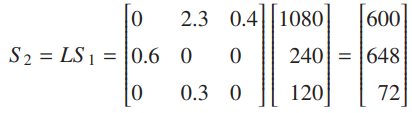 S₂ = LS₁ = [0 2.3 0.4; 0.6 0 0; 0 0.3 0] [1080; 240; 120] = [600; 648; 72]